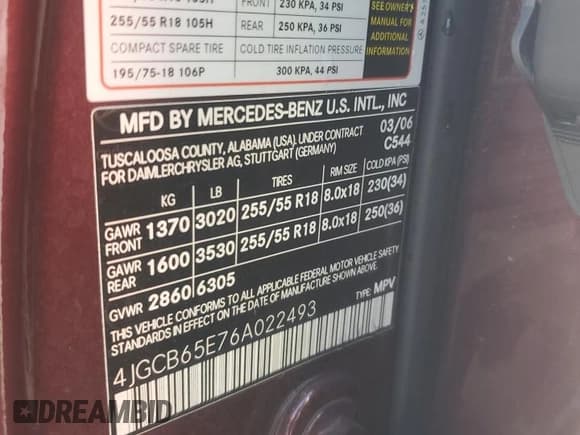 FRONT 230 KPA, 34 PSI
255/55 R18 105H REAR 250 KPA, 36 PSI
COMPACT SPARE TIRE COLD TIRE INFLATION PRESSURE
195/75-18 106P 300 KPA, 44 PSI
SEE OWNER'S
MANUAL FOR
ADDITIONAL
INFORMATION
MFD BY MERCEDES-BENZ U.S. INTL., INC
TUSCALOOSA COUNTY, ALABAMA (USA). UNDER CONTRACT 03/06
FOR DAIMLERCHRYSLER AG, STUTTGART (GERMANY) C544
KG LB TIRES RIM SIZE COLD KPA (PSI)
GAWR FRONT 1370 3020 255/55 R18 8.0x18 230(34)
GAWR REAR 1600 3530 255/55 R18 8.0x18 250(36)
GVWR 2860 6305
THIS VEHICLE CONFORMS TO ALL APPLICABLE FEDERAL MOTOR VEHICLE SAFETY
STANDARDS IN EFFECT ON THE DATE OF MANUFACTURE SHOWN ABOVE.
4JGCB65E76A022493 TYPE: MPV
DREAMBID